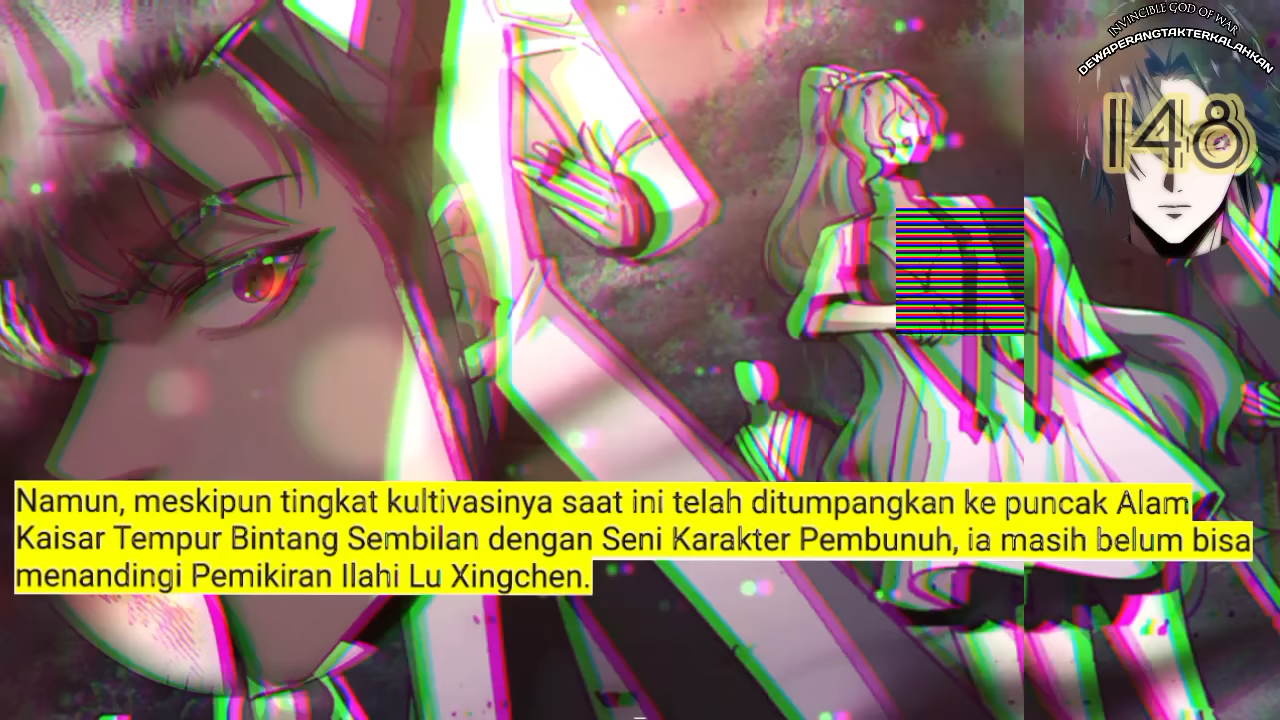 INVINCIBLE GOD OF WAR
DEWAPERANGTAKTERKALAHKAN
148
Namun, meskipun tingkat kultivasinya saat ini telah ditumpangkan ke puncak Alam
Kaisar Tempur Bintang Sembilan dengan Seni Karakter Pembunuh, ia masih belum bisa
menandingi Pemikiran Ilahi Lu Xingchen.